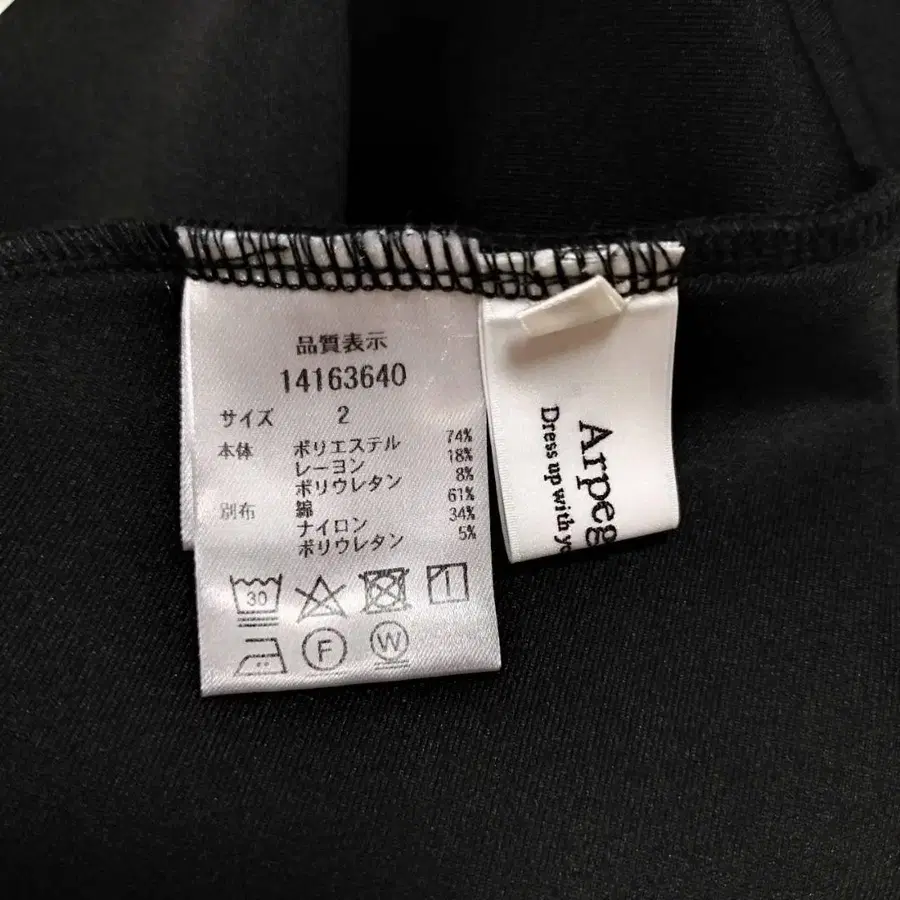 品質表示
14163640
サイズ 2
本体 ポリエステル 74%
レーヨン 18%
ポリウレタン 8%
別布 綿 61%
ナイロン 34%
ポリウレタン 5%
30
F
W
Arpeg
Dress up with yo